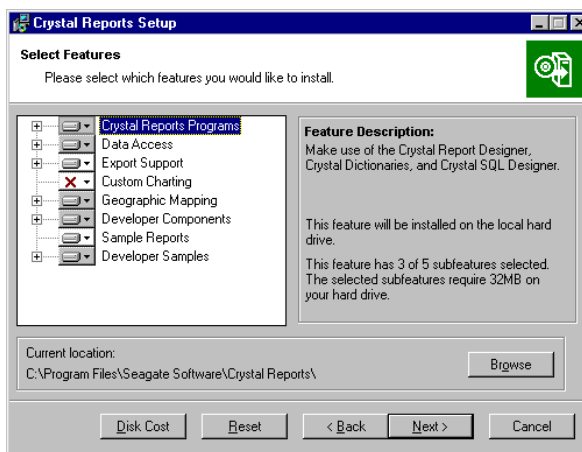 Crystal Reports Setup
Select Features
Please select which features you would like to install.
Crystal Reports Programs
Data Access
Export Support
Custom Charting
Geographic Mapping
Developer Components
Sample Reports
Developer Samples
Feature Description:
Make use of the Crystal Report Designer,
Crystal Dictionaries, and Crystal SQL Designer.
This feature will be installed on the local hard
drive.
This feature has 3 of 5 subfeatures selected.
The selected subfeatures require 32MB on
your hard drive.
Current location:
C:\Program Files\Seagate Software\Crystal Reports\
Browse
Disk Cost
Reset
< Back
Next >
Cancel